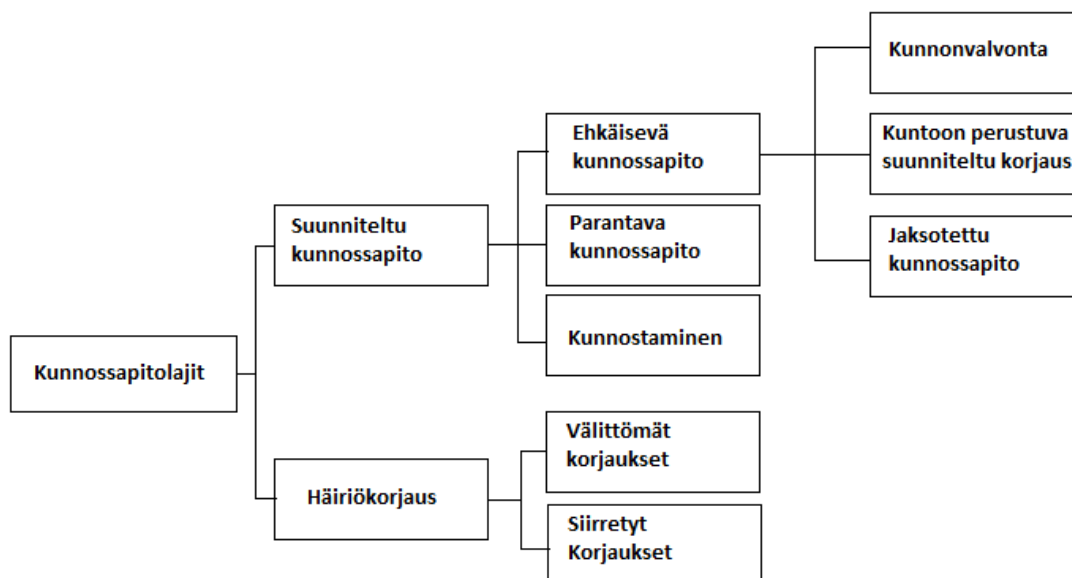 Kunnossapitolajit
Suunniteltu
kunnossapito
Häiriökorjaus
Ehkäisevä
kunnossapito
Parantava
kunnossapito
Kunnostaminen
Välittömät
korjaukset
Siirretyt
Korjaukset
Kunnonvalvonta
Kuntoon perustuva
suunniteltu korjaus
Jaksotettu
kunnossapito